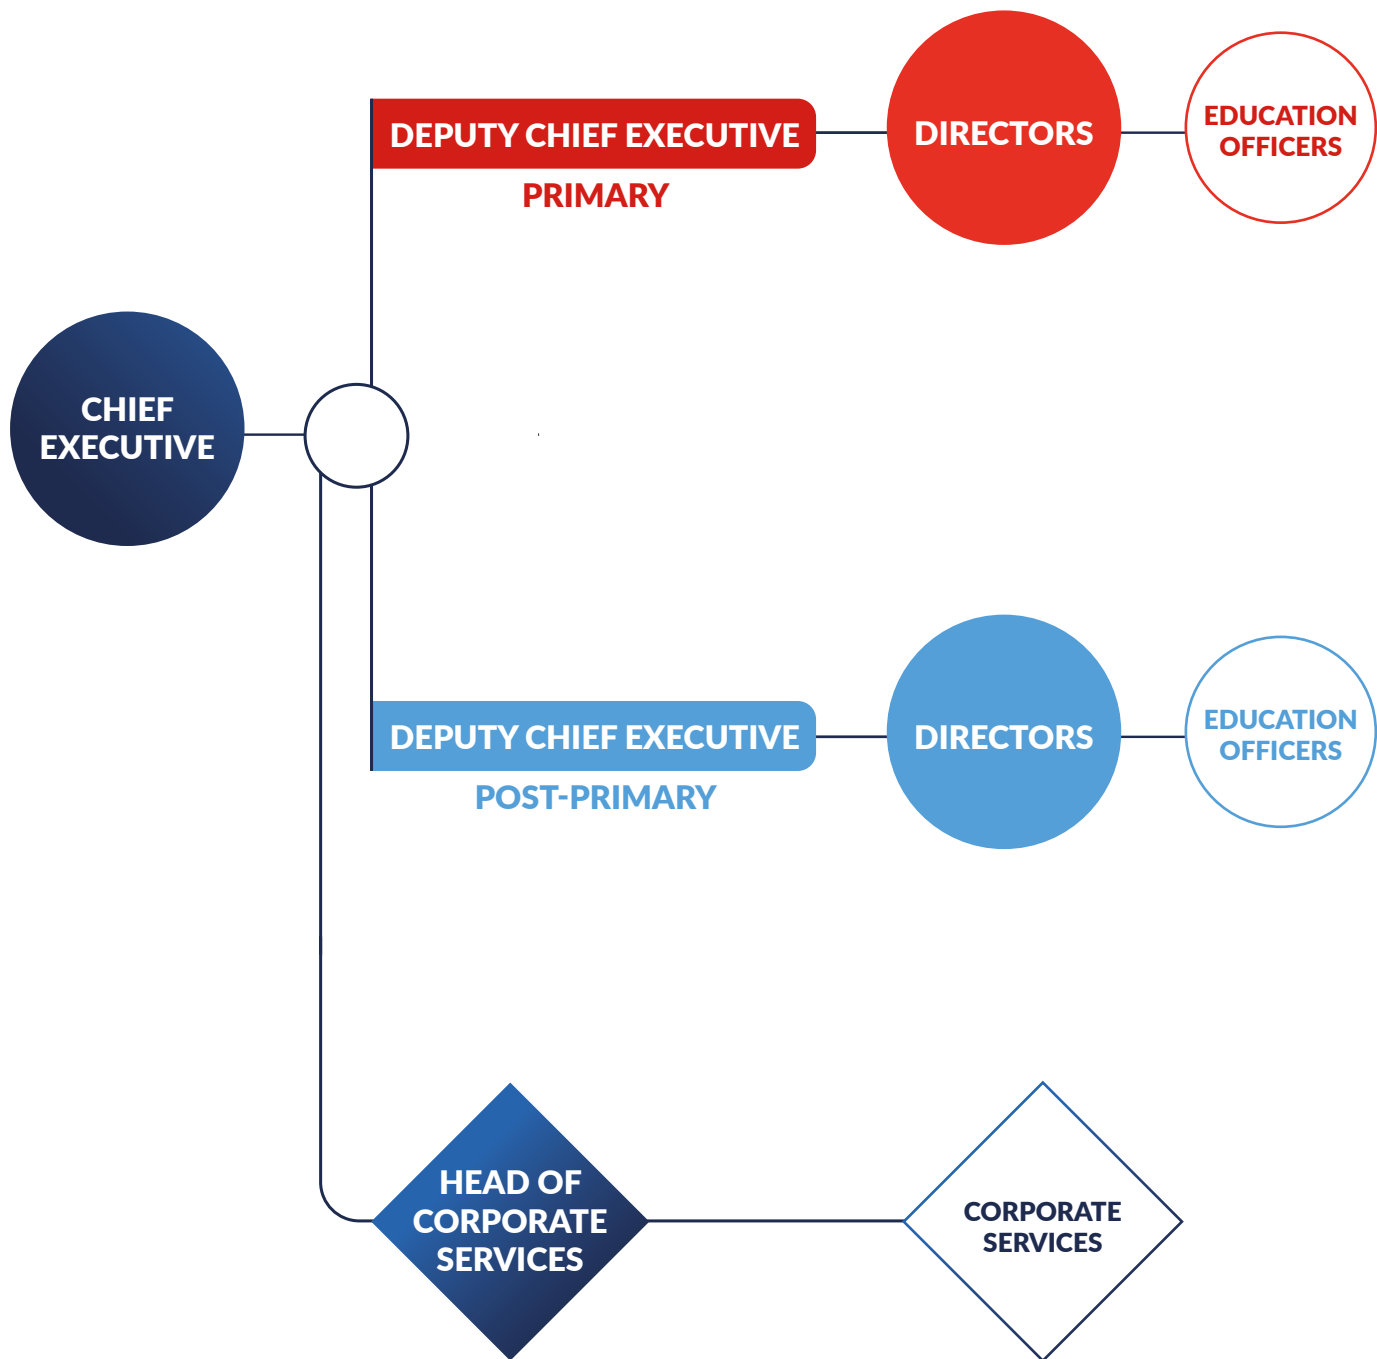 DEPUTY CHIEF EXECUTIVE
PRIMARY
DIRECTORS
EDUCATION
OFFICERS
CHIEF
EXECUTIVE
DEPUTY CHIEF EXECUTIVE
POST-PRIMARY
DIRECTORS
EDUCATION
OFFICERS
HEAD OF
CORPORATE
SERVICES
CORPORATE
SERVICES